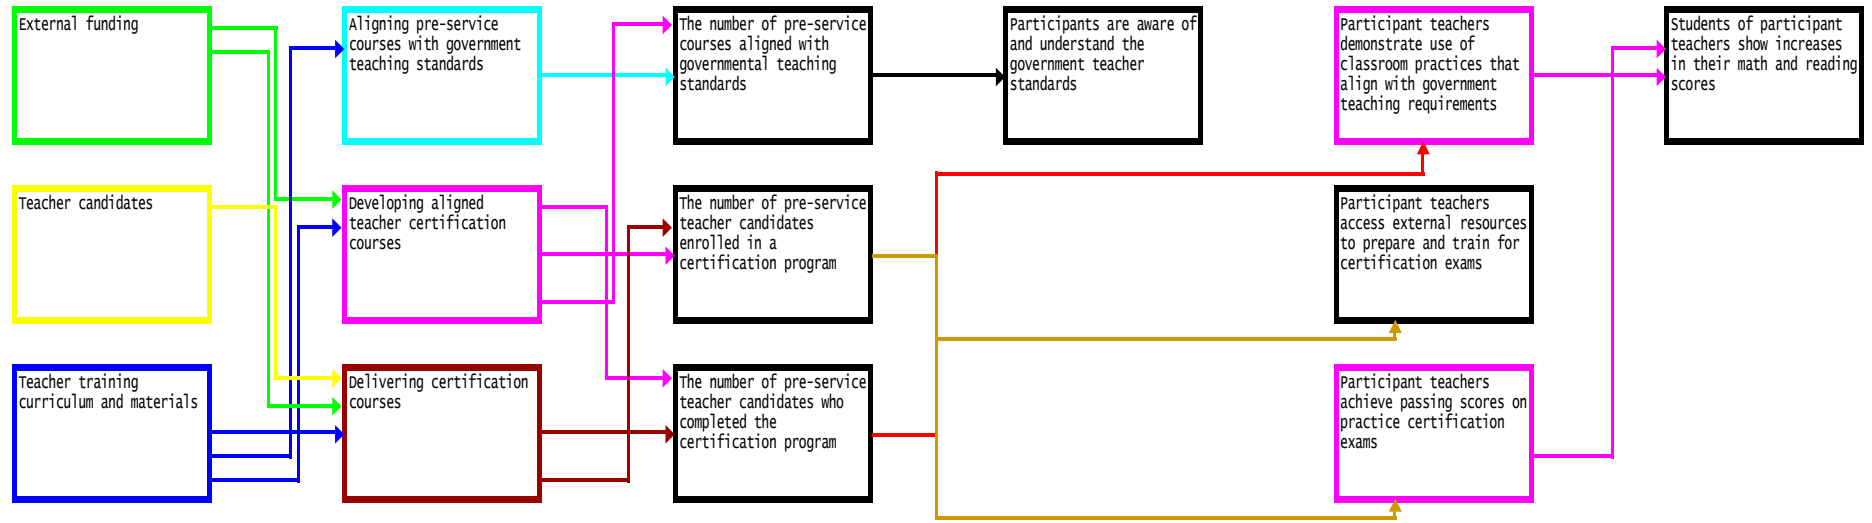 External funding
Aligning pre-service
courses with government
teaching standards
The number of pre-service
courses aligned with
governmental teaching
standards
Participants are aware of
and understand the
government teacher
standards
Participant teachers
demonstrate use of
classroom practices that
align with government
teaching requirements
Students of participant
teachers show increases
in their math and reading
scores
Teacher candidates
Developing aligned
teacher certification
courses
The number of pre-service
teacher candidates
enrolled in a
certification program
Participant teachers
access external resources
to prepare and train for
certification exams
Teacher training
curriculum and materials
Delivering certification
courses
The number of pre-service
teacher candidates who
completed the
certification program
Participant teachers
achieve passing scores on
practice certification
exams